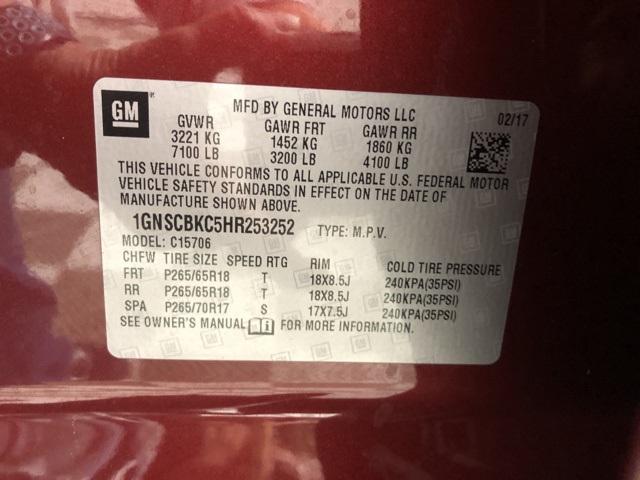 GM
MFD BY GENERAL MOTORS LLC
02/17
GVWR GAWR FRT GAWR RR
3221 KG 1452 KG 1860 KG
7100 LB 3200 LB 4100 LB
THIS VEHICLE CONFORMS TO ALL APPLICABLE U.S. FEDERAL MOTOR
VEHICLE SAFETY STANDARDS IN EFFECT ON THE DATE OF
MANUFACTURE SHOWN ABOVE.
1GNSCBKC5HR253252 TYPE: M.P.V.
MODEL: C15706
CHFW TIRE SIZE SPEED RTG RIM COLD TIRE PRESSURE
FRT P265/65R18 T 18X8.5J 240KPA(35PSI)
RR P265/65R18 T 18X8.5J 240KPA(35PSI)
SPA P265/70R17 S 17X7.5J 240KPA(35PSI)
SEE OWNER'S MANUAL FOR MORE INFORMATION.